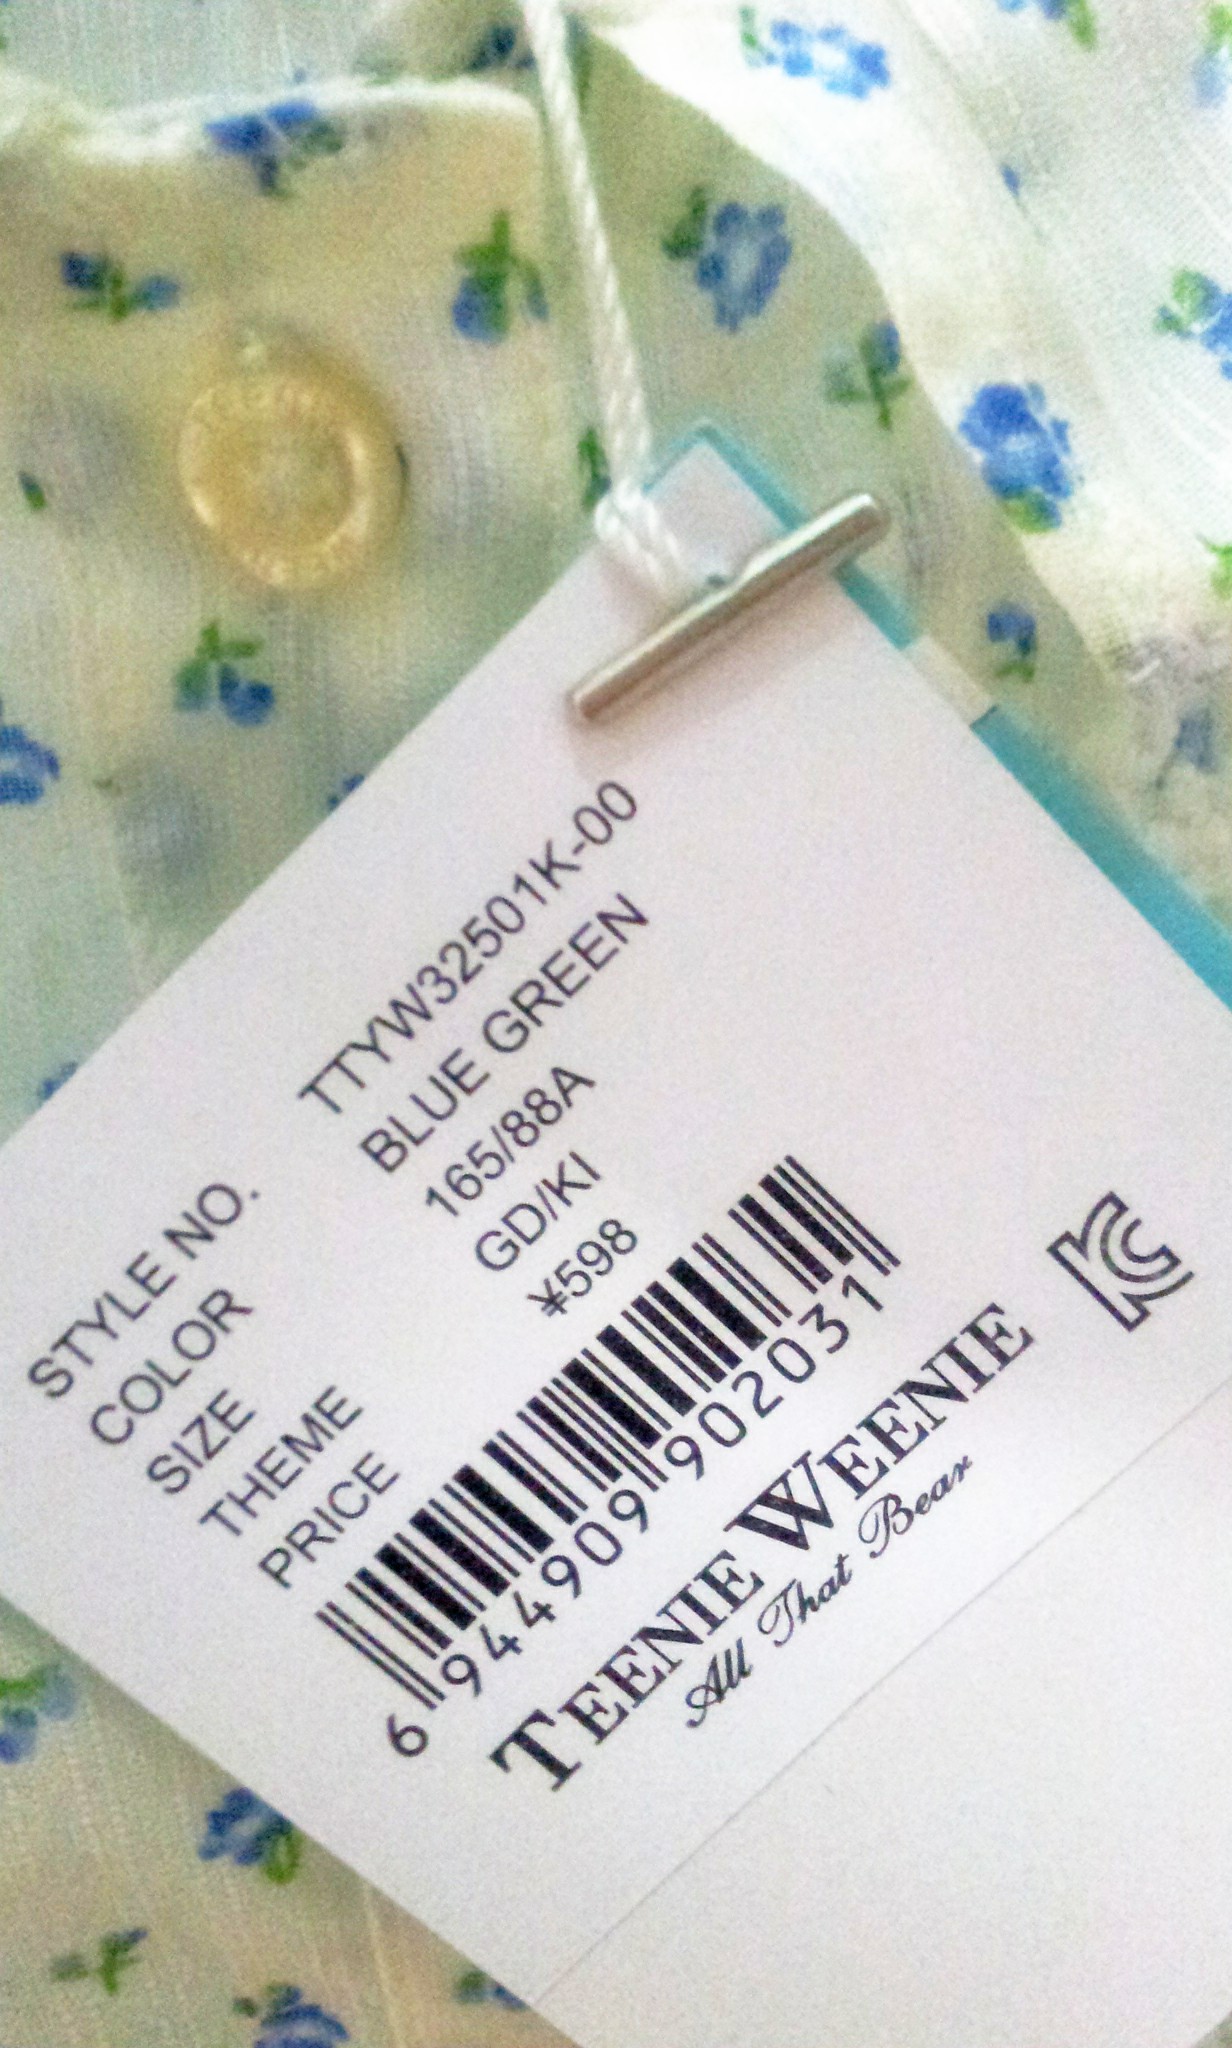 STYLE NO. TTYW32501K-00
COLOR BLUE GREEN
SIZE 165/88A
THEME GD/KI
PRICE ¥598
6 944909 902031
TEENIE WEENIE
All That Bear